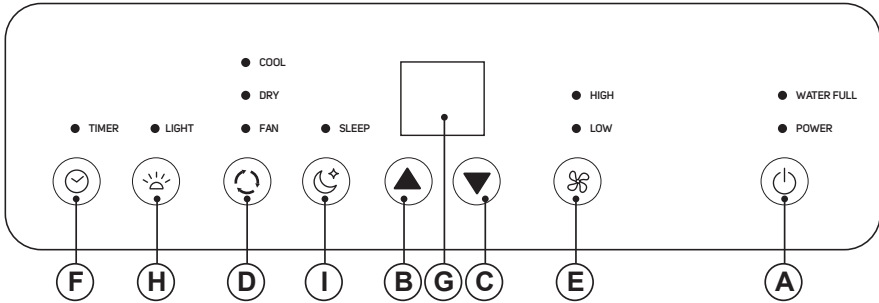 COOL
DRY
HIGH
WATER FULL
TIMER
LIGHT
FAN
SLEEP
LOW
POWER
F
H
D
I
B
G
C
E
A